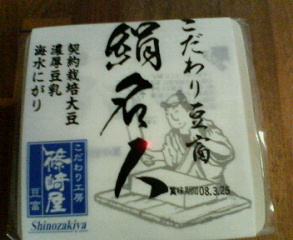 こだわり豆富
絹名人
契約栽培大豆
濃厚豆乳
海水にがり
こだわり工房
篠崎屋
豆富
Shinozakiya
賞味期間08.3.25